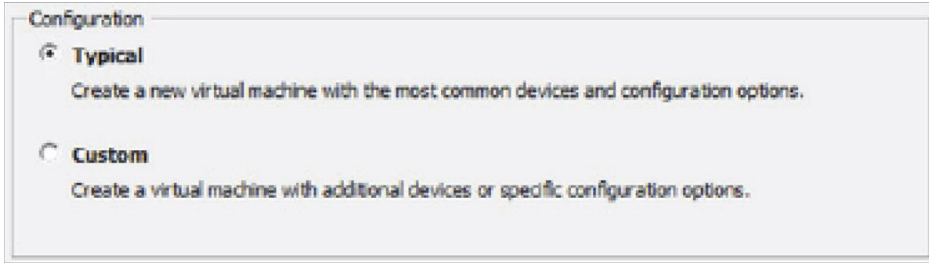 Configuration
Typical
Create a new virtual machine with the most common devices and configuration options.
Custom
Create a virtual machine with additional devices or specific configuration options.